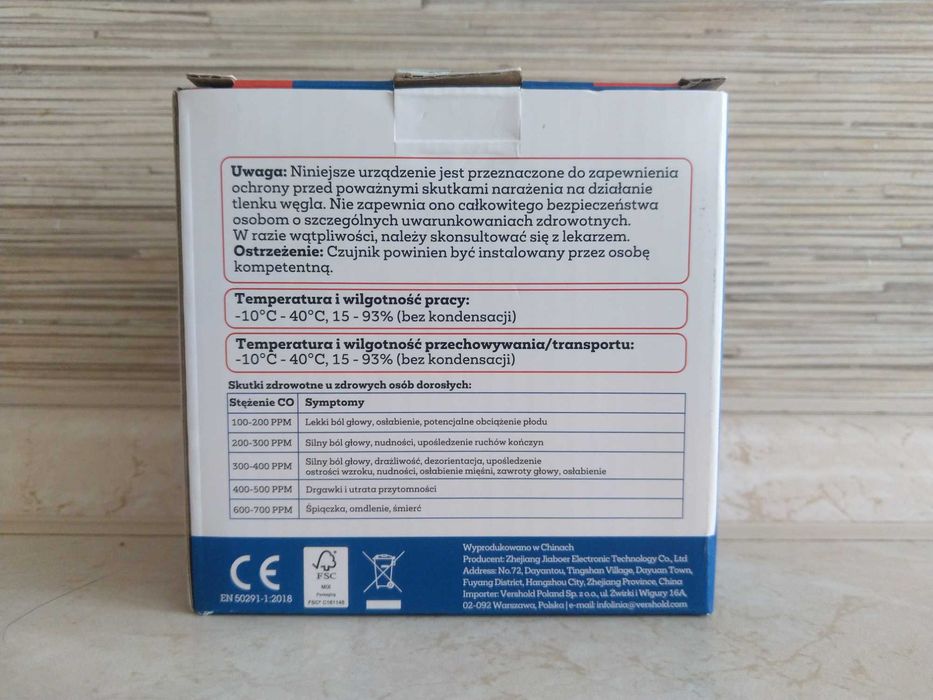 Uwaga: Niniejsze urządzenie jest przeznaczone do zapewnienia
ochrony przed poważnymi skutkami narażenia na działanie
tlenku węgla. Nie zapewnia ono całkowitego bezpieczeństwa
osobom o szczególnych uwarunkowaniach zdrowotnych.
W razie wątpliwości, należy skonsultować się z lekarzem.
Ostrzeżenie: Czujnik powinien być instalowany przez osobę
kompetentną.
Temperatura i wilgotność pracy:
-10°C - 40°C, 15 - 93% (bez kondensacji)
Temperatura i wilgotność przechowywania/transportu:
-10°C - 40°C, 15 - 93% (bez kondensacji)
Skutki zdrowotne u zdrowych osób dorosłych:
Stężenie CO Symptomy
100-200 PPM Lekki ból głowy, osłabienie, potencjalne obciążenie płodu
200-300 PPM Silny ból głowy, nudności, upośledzenie ruchów kończyn
300-400 PPM Silny ból głowy, drażliwość, dezorientacja, upośledzenie
ostrości wzroku, nudności, osłabienie mięśni, zawroty głowy, osłabienie
400-500 PPM Drgawki i utrata przytomności
600-700 PPM Śpiączka, omdlenie, śmierć
CE
EN 50291-1:2018
FSC
MIX
Packaging
FSC® C161148
Wyprodukowano w Chinach
Producent: Zhejiang Jiaboer Electronic Technology Co., Ltd
Address: No.72, Dayantou, Tingshan Village, Dayuan Town,
Fuyang District, Hangzhou City, Zhejiang Province, China
Importer: Vershold Poland Sp. z o.o., ul. Żwirki i Wigury 16A,
02-092 Warszawa, Polska | e-mail: infolinia@vershold.com